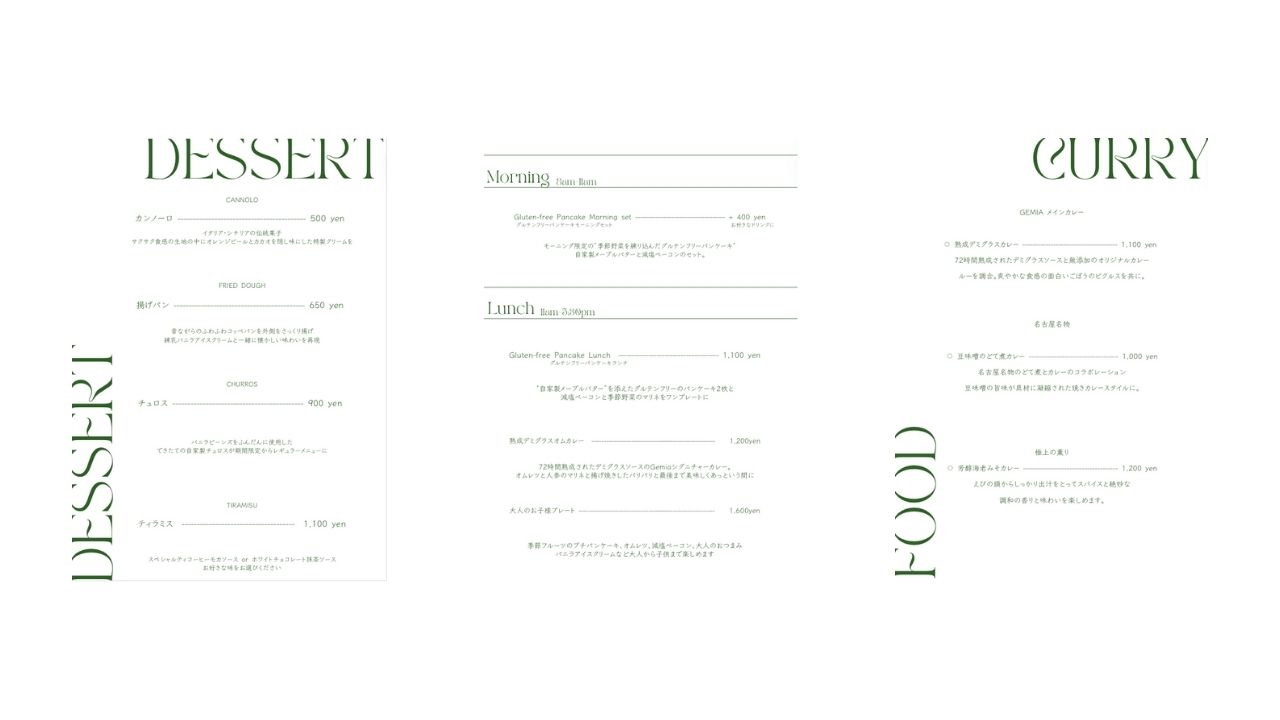 DESSERT
CANNOLO
カンノーロ 500 yen
イタリア・シチリアの伝統菓子
サクサク食感の生地の中にオレンジピールとカカオを隠し味にした特製クリームを
FRIED DOUGH
揚げパン 650 yen
昔ながらのふわふわコッペパンを外側をさっくり揚げ
練乳バニラアイスクリームと一緒に懐かしい味わいを再現
CHURROS
チュロス 900 yen
バニラビーンズをふんだんに使用した
できたての自家製チュロスが期間限定からレギュラーメニューに
TIRAMISU
ティラミス 1,100 yen
スペシャルティコーヒーモカソース or ホワイトチョコレート抹茶ソース
お好きな味をお選びください
DESSERT
Morning 8am-11am
Gluten-free Pancake Morning set + 400 yen
グルテンフリーパンケーキモーニングセット お好きなドリンクに
モーニング限定の"季節野菜を練り込んだグルテンフリーパンケーキ"
自家製メープルバターと減塩ベーコンのセット。
Lunch 11am-5:00pm
Gluten-free Pancake Lunch 1,100 yen
グルテンフリーパンケーキランチ
"自家製メープルバター"を添えたグルテンフリーのパンケーキ2枚と
減塩ベーコンと季節野菜のマリネをワンプレートに
熟成デミグラスオムカレー 1,200yen
72時間熟成されたデミグラスソースのGemiaシグニチャーカレー。
オムレツと人参のマリネと揚げ焼きしたパリパリと最後まで美味しくあっという間に
大人のお子様プレート 1,600yen
季節フルーツのプチパンケーキ、オムレツ、減塩ベーコン、大人のおつまみ
バニラアイスクリームなど大人から子供まで楽しめます
CURRY
GEMIA メインカレー
○ 熟成デミグラスカレー 1,100 yen
72時間熟成されたデミグラスソースと無添加のオリジナルカレー
ルーを調合。爽やかな食感の面白いごぼうのピクルスを共に。
名古屋名物
○ 豆味噌のどて煮カレー 1,000 yen
名古屋名物のどて煮とカレーのコラボレーション
豆味噌の旨味が具材に凝縮された焼きカレースタイルに。
極上の薫り
○ 芳醇海老みそカレー 1,200 yen
えびの頭からしっかり出汁をとってスパイスと絶妙な
調和の香りと味わいを楽しめます。
FOOD